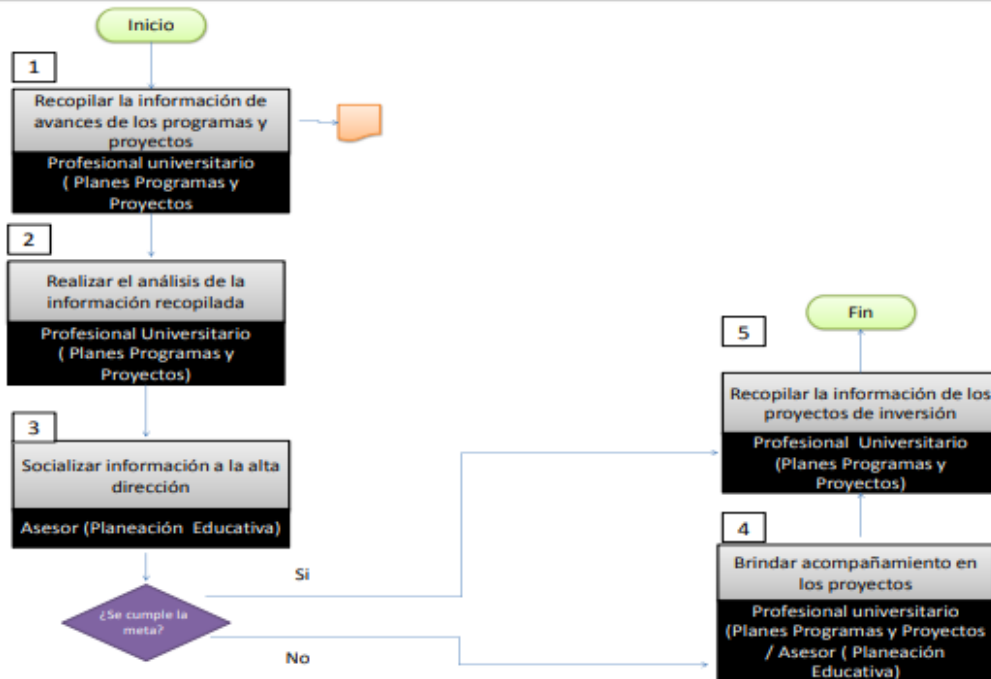 Inicio
1
Recopilar la información de
avances de los programas y
proyectos
Profesional universitario
( Planes Programas y
Proyectos
2
Realizar el análisis de la
información recopilada
Profesional Universitario
( Planes Programas y
Proyectos)
3
Socializar información a la alta
dirección
Asesor (Planeación Educativa)
¿Se cumple la
meta?
Si
No
4
Brindar acompañamiento en
los proyectos
Profesional universitario
(Planes Programas y Proyectos
/ Asesor ( Planeación
Educativa)
5
Recopilar la información de los
proyectos de inversión
Profesional Universitario
(Planes Programas y
Proyectos)
Fin